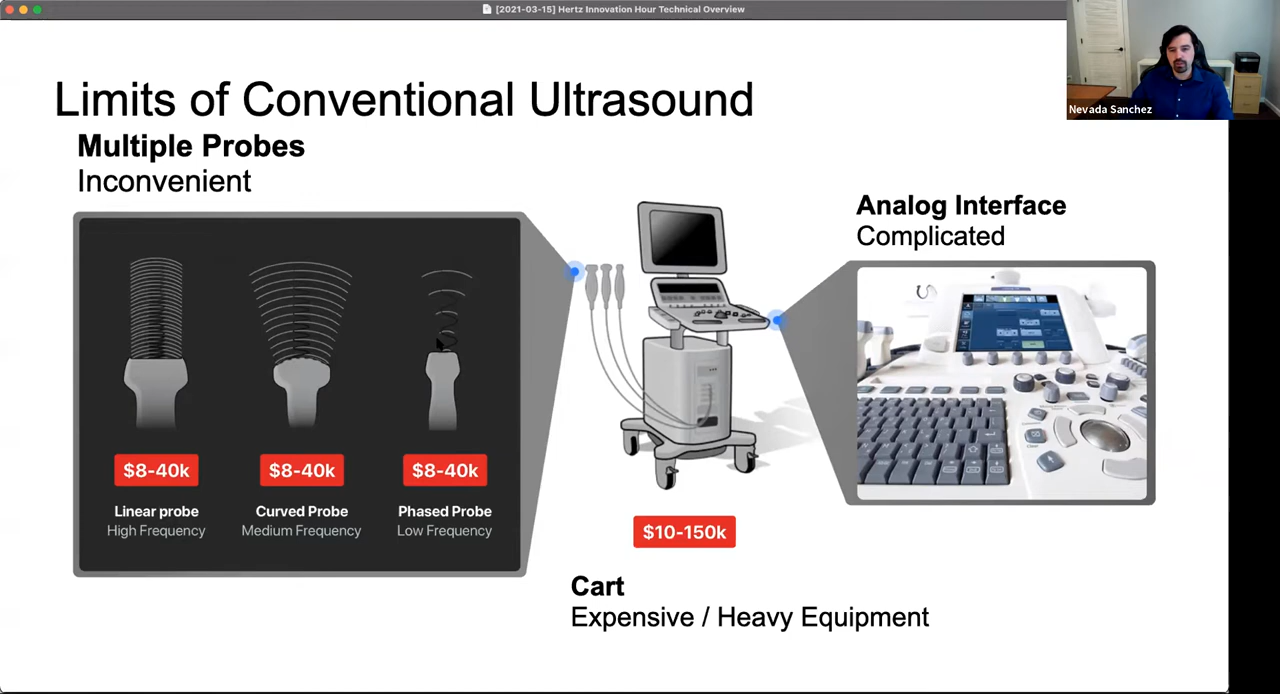 [2021-03-15] Hertz Innovation Hour Technical Overview
Nevada Sanchez
Limits of Conventional Ultrasound
Multiple Probes
Inconvenient
$8-40k
$8-40k
$8-40k
Linear probe
High Frequency
Curved Probe
Medium Frequency
Phased Probe
Low Frequency
$10-150k
Cart
Expensive / Heavy Equipment
Analog Interface
Complicated